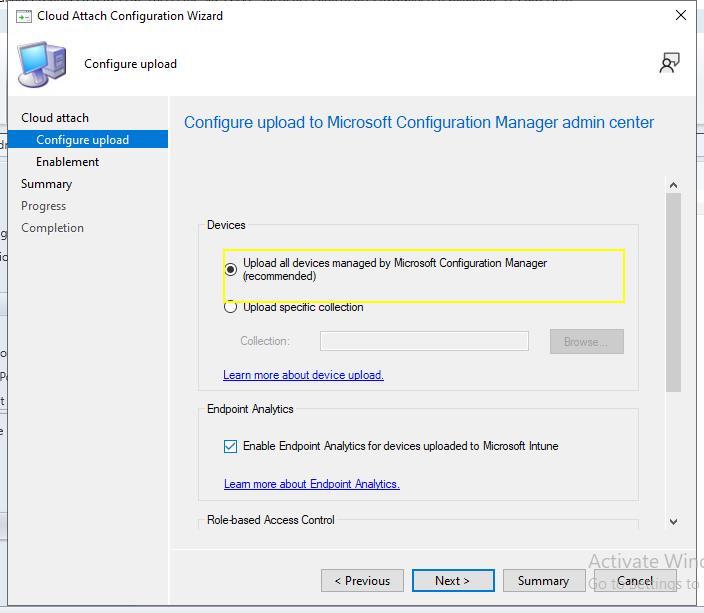 Cloud Attach Configuration Wizard
Configure upload
Cloud attach
Configure upload
Enablement
Summary
Progress
Completion
Configure upload to Microsoft Configuration Manager admin center
Devices
Upload all devices managed by Microsoft Configuration Manager
(recommended)
Upload specific collection
Collection:
Browse...
Learn more about device upload.
Endpoint Analytics
Enable Endpoint Analytics for devices uploaded to Microsoft Intune
Learn more about Endpoint Analytics.
Role-based Access Control
< Previous
Next >
Summary
Cancel
Activate Win
Go to Settings to